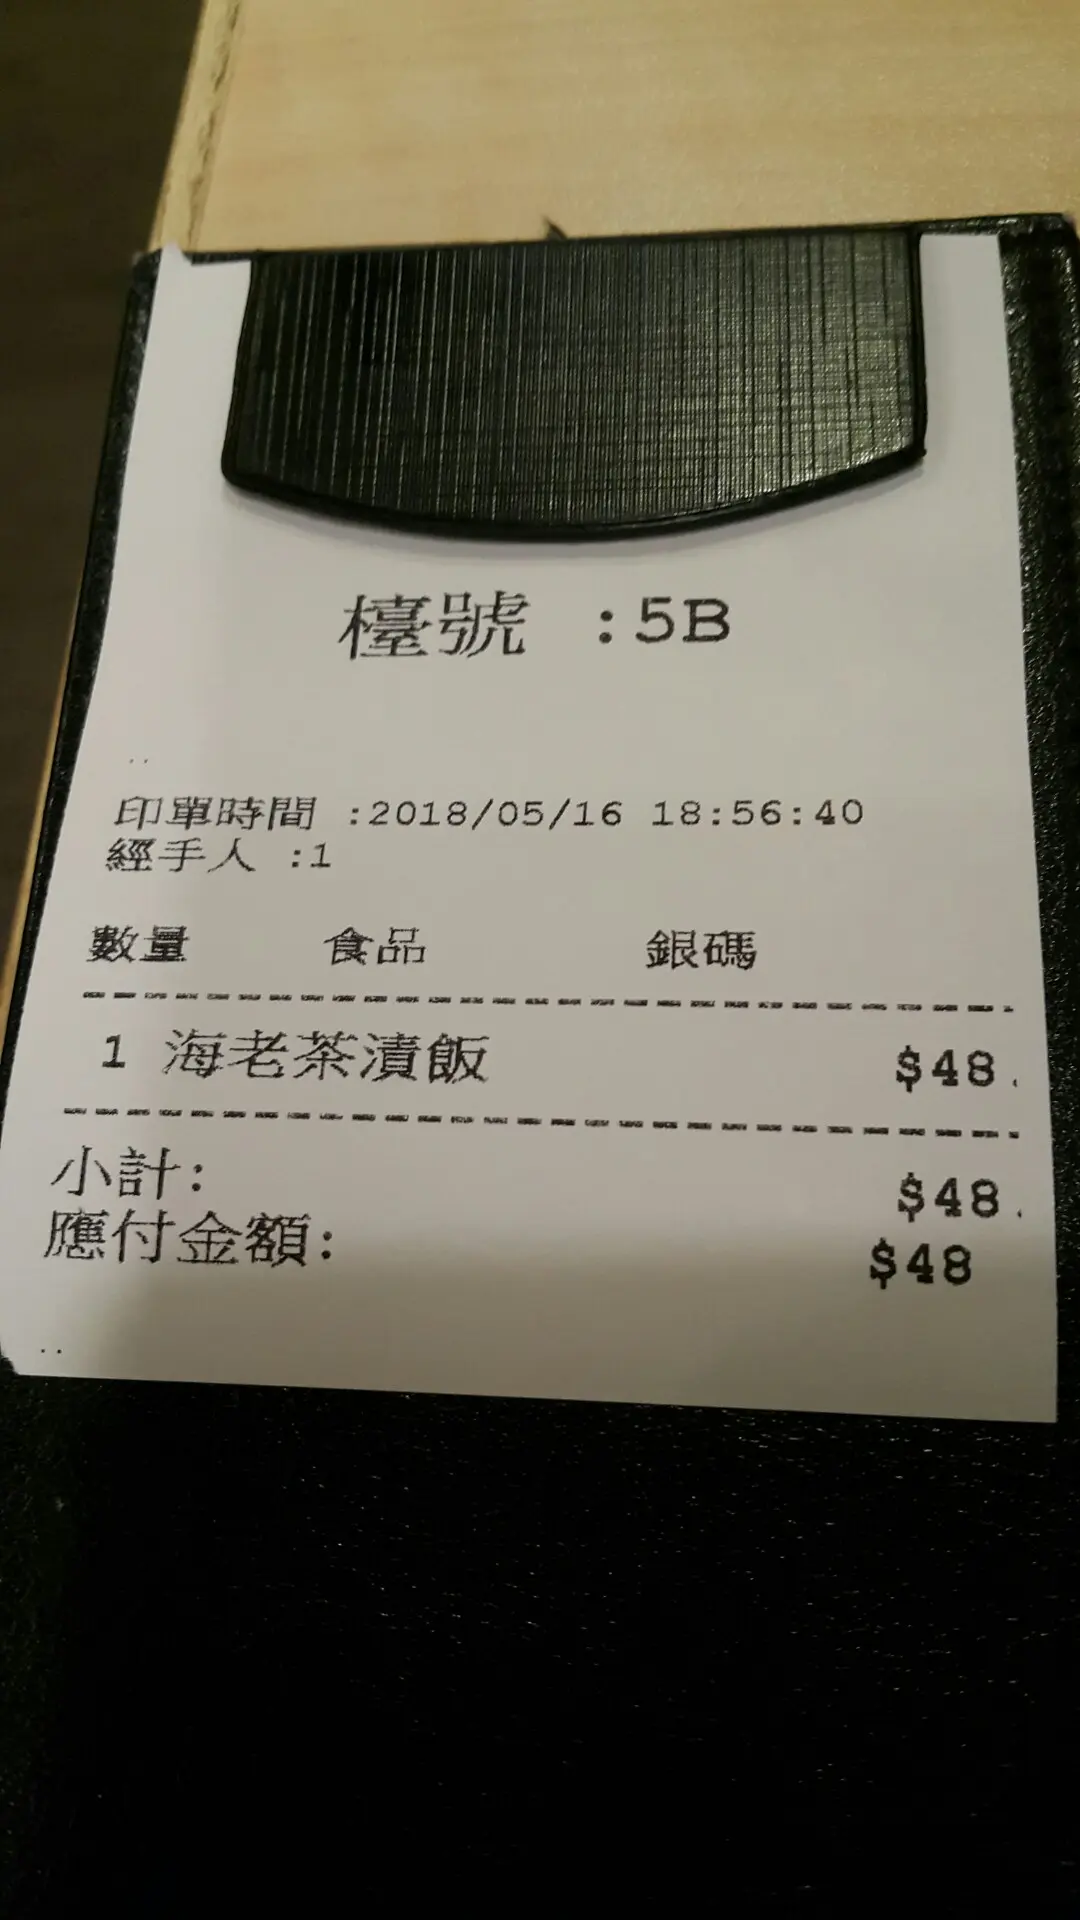 檯號 :5B
印單時間 :2018/05/16 18:56:40
經手人 :1
數量 食品 銀碼
1 海老茶漬飯 $48.
小計: $48.
應付金額: $48